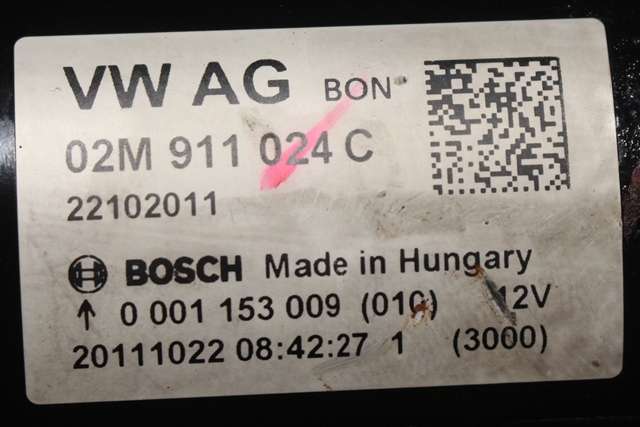 VW AG BON
02M 911 024 C
22102011
BOSCH Made in Hungary
↑ 0 001 153 009 (010) 12V
20111022 08:42:27 1 (3000)